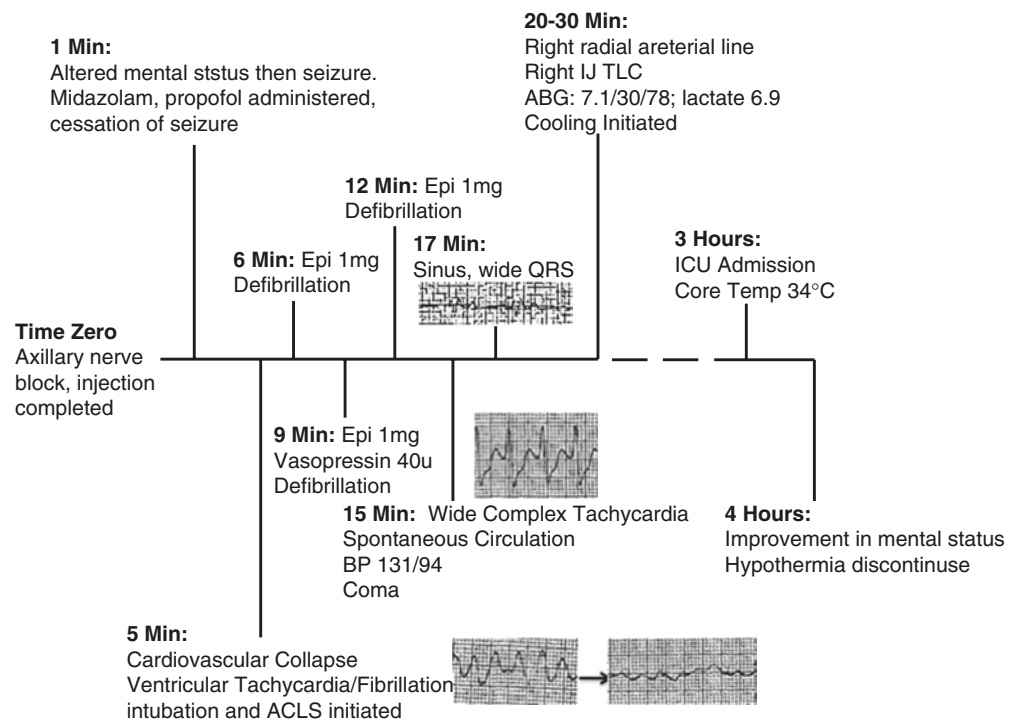 Time Zero
Axillary nerve
block, injection
completed
1 Min:
Altered mental ststus then seizure.
Midazolam, propofol administered,
cessation of seizure
5 Min:
Cardiovascular Collapse
Ventricular Tachycardia/Fibrillation
intubation and ACLS initiated
6 Min: Epi 1mg
Defibrillation
9 Min: Epi 1mg
Vasopressin 40u
Defibrillation
12 Min: Epi 1mg
Defibrillation
15 Min: Wide Complex Tachycardia
Spontaneous Circulation
BP 131/94
Coma
17 Min:
Sinus, wide QRS
20-30 Min:
Right radial areterial line
Right IJ TLC
ABG: 7.1/30/78; lactate 6.9
Cooling Initiated
3 Hours:
ICU Admission
Core Temp 34°C
4 Hours:
Improvement in mental status
Hypothermia discontinuse